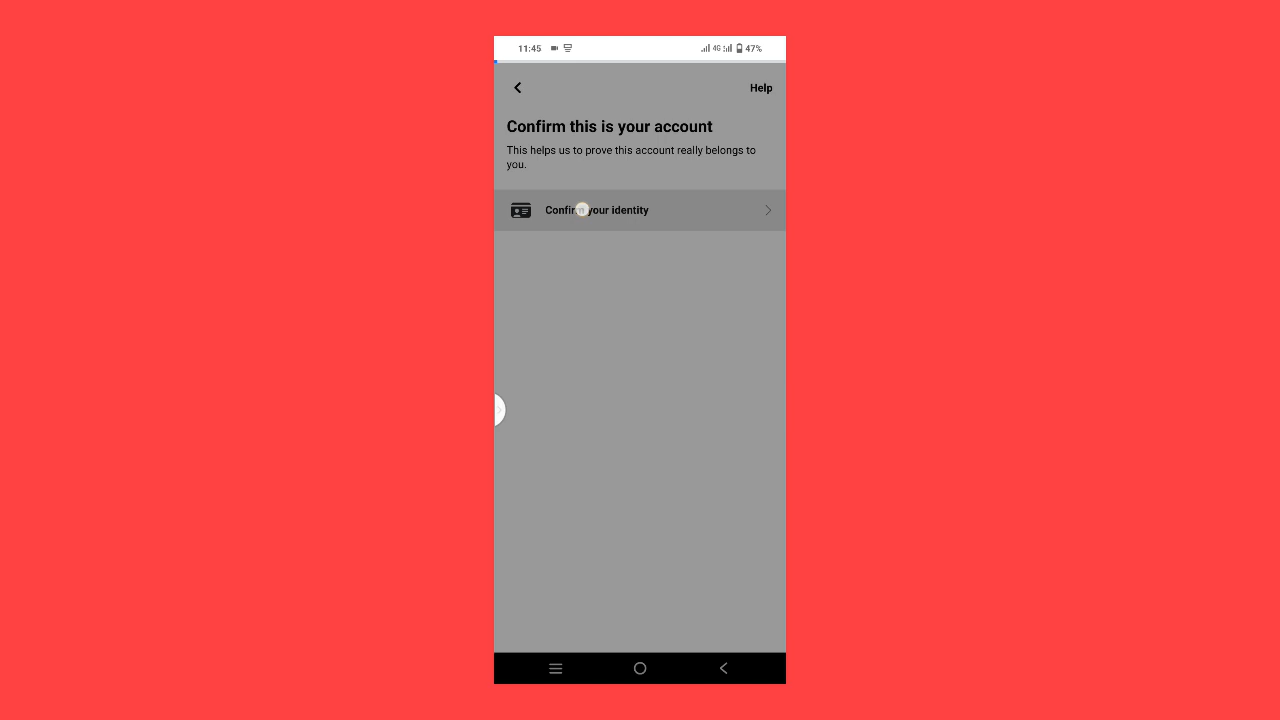 11:45
4G
47%
Help
Confirm this is your account
This helps us to prove this account really belongs to
you.
Confirm your identity